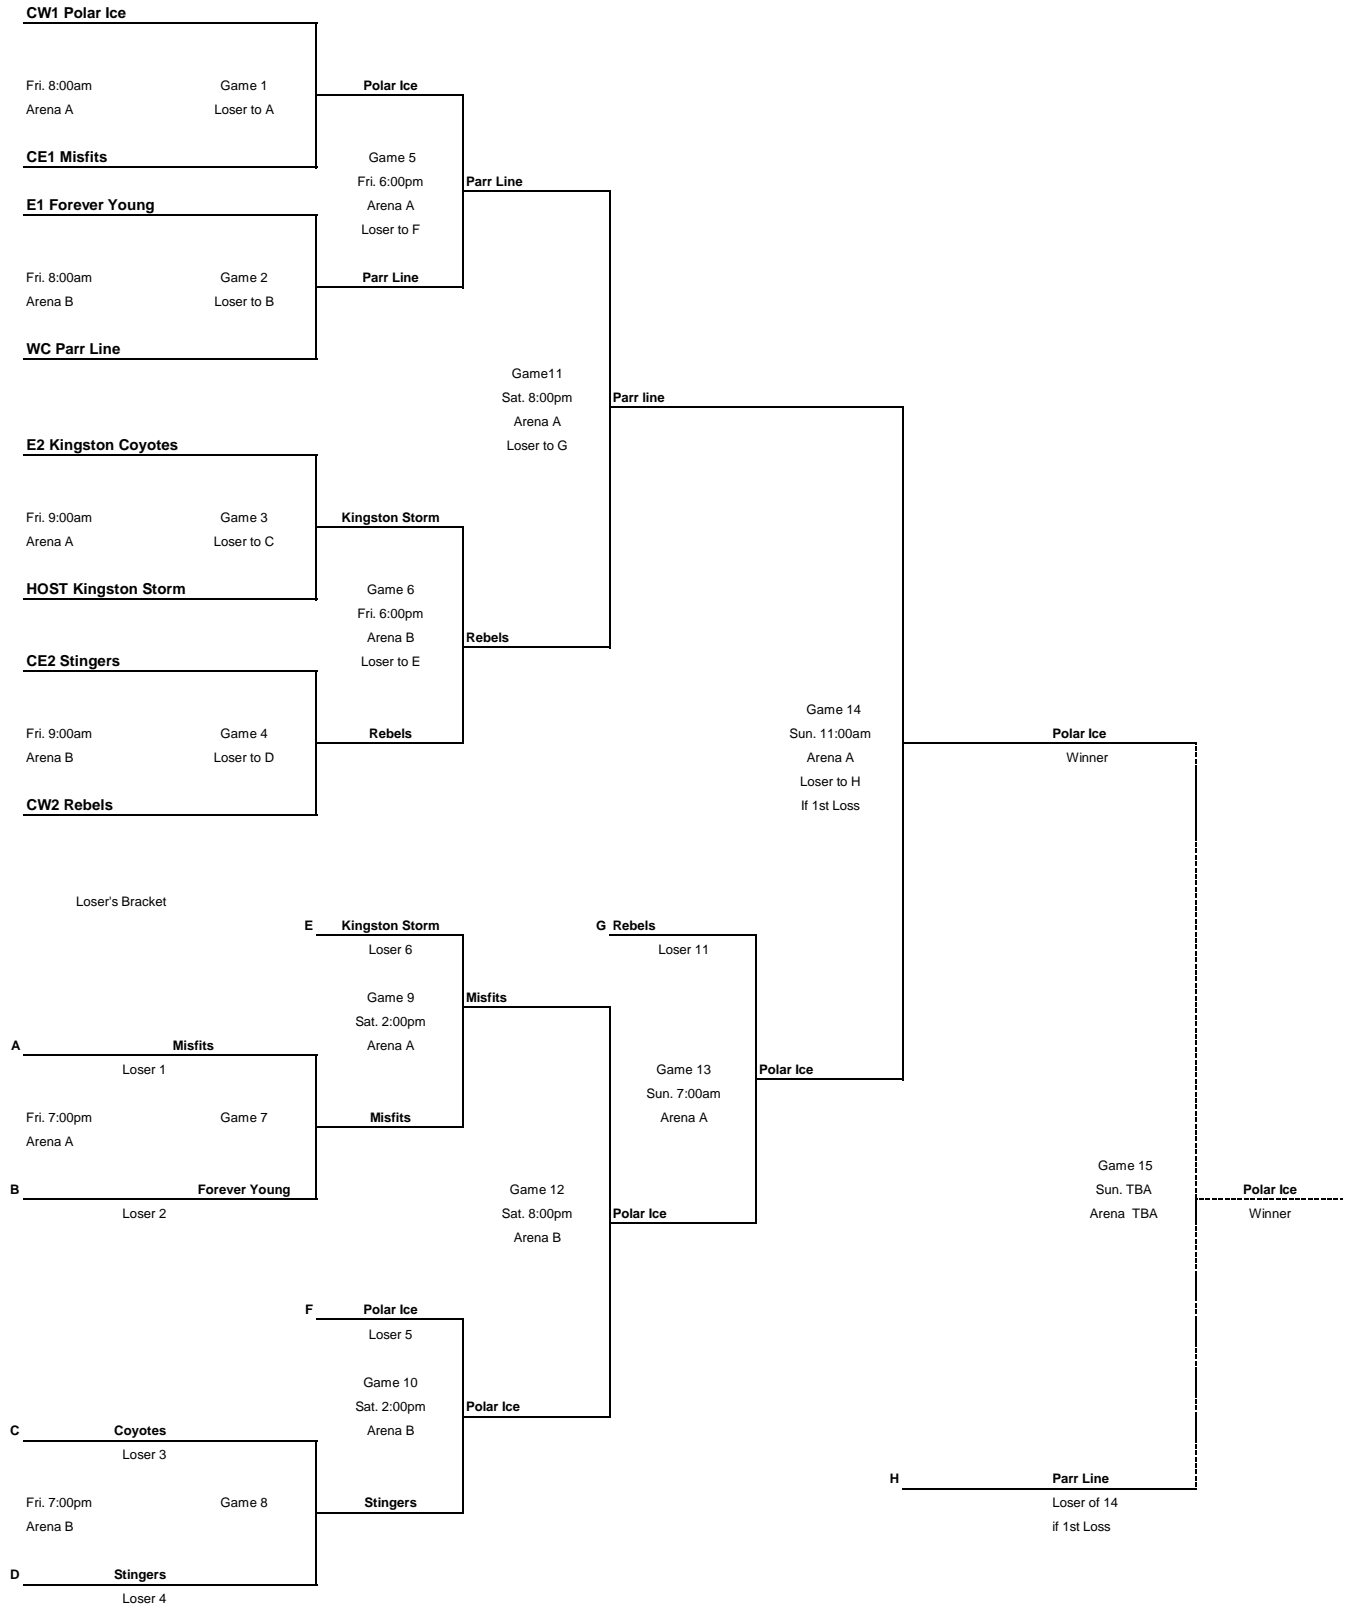 CW1 Polar Ice
Fri. 8:00am Game 1 Polar Ice
Arena A Loser to A
CE1 Misfits Game 5
Fri. 6:00pm Parr Line
E1 Forever Young Arena A
Loser to F
Fri. 8:00am Game 2 Parr Line
Arena B Loser to B
WC Parr Line
Game11
Sat. 8:00pm Parr line
Arena A
E2 Kingston Coyotes Loser to G
Fri. 9:00am Game 3 Kingston Storm
Arena A Loser to C
HOST Kingston Storm Game 6
Fri. 6:00pm
Arena B Rebels
CE2 Stingers Loser to E
Game 14
Fri. 9:00am Game 4 Rebels Sun. 11:00am Polar Ice
Arena B Loser to D Arena A Winner
Loser to H
CW2 Rebels If 1st Loss
Loser's Bracket
E Kingston Storm G Rebels
Loser 6 Loser 11
Game 9 Misfits
Sat. 2:00pm
A Misfits Arena A
Loser 1 Game 13 Polar Ice
Sun. 7:00am
Fri. 7:00pm Game 7 Misfits Arena A
Arena A
Game 15
B Forever Young Game 12 Sun. TBA Polar Ice
Loser 2 Sat. 8:00pm Polar Ice Arena TBA Winner
Arena B
F Polar Ice
Loser 5
Game 10
Sat. 2:00pm Polar Ice
C Coyotes Arena B
Loser 3
H Parr Line
Fri. 7:00pm Game 8 Stingers Loser of 14
Arena B if 1st Loss
D Stingers
Loser 4